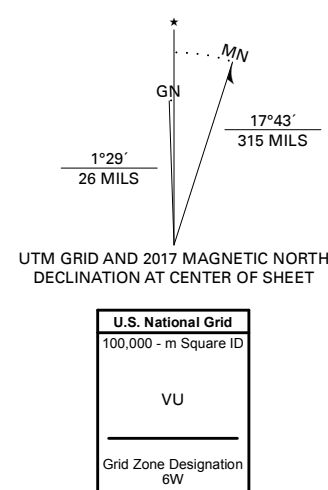 ★
MN
GN
17°43´
315 MILS
1°29´
26 MILS
UTM GRID AND 2017 MAGNETIC NORTH
DECLINATION AT CENTER OF SHEET
U.S. National Grid
100,000 - m Square ID
VU
Grid Zone Designation
6W